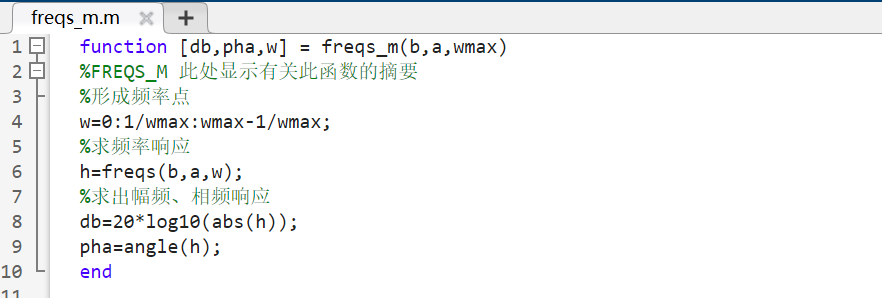 freqs_m.m
1 function [db,pha,w] = freqs_m(b,a,wmax)
2 %FREQS_M 此处显示有关此函数的摘要
3 %形成频率点
4 w=0:1/wmax:wmax-1/wmax;
5 %求频率响应
6 h=freqs(b,a,w);
7 %求出幅频、相频响应
8 db=20*log10(abs(h));
9 pha=angle(h);
10 end
11